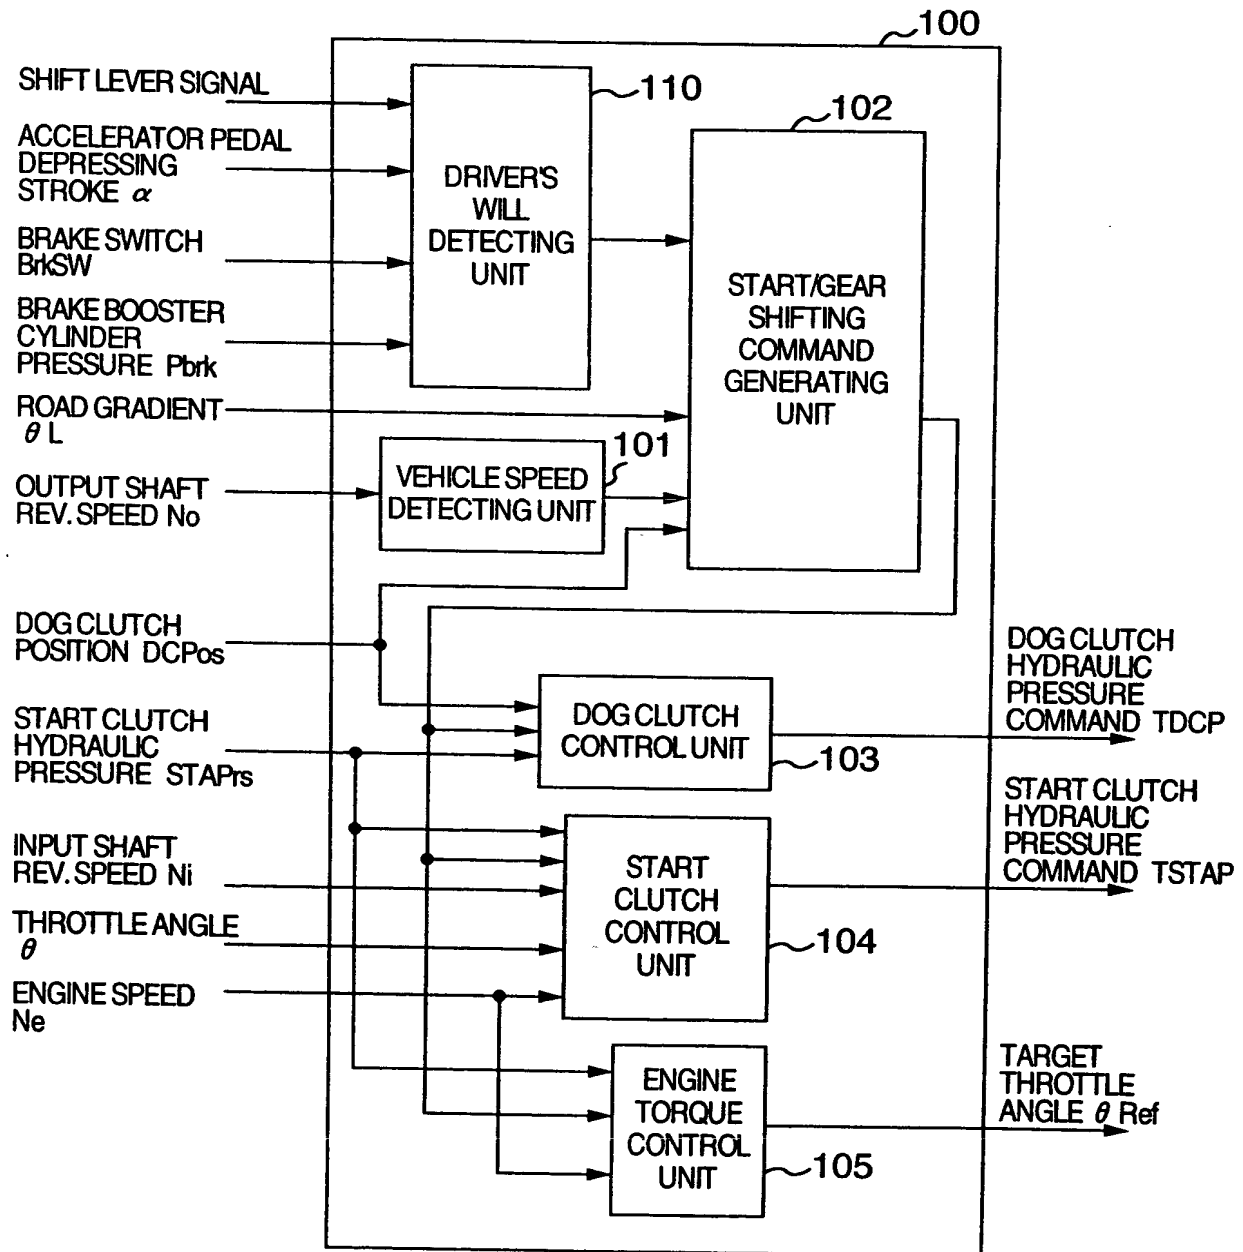 100
SHIFT LEVER SIGNAL
110
102
ACCELERATOR PEDAL
DEPRESSING
STROKE α
DRIVER'S
WILL
DETECTING
UNIT
BRAKE SWITCH
BrkSW
START/GEAR
SHIFTING
COMMAND
GENERATING
UNIT
BRAKE BOOSTER
CYLINDER
PRESSURE Pbrk
ROAD GRADIENT
θ L
101
VEHICLE SPEED
DETECTING UNIT
OUTPUT SHAFT
REV. SPEED No
DOG CLUTCH
POSITION DCPos
DOG CLUTCH
HYDRAULIC
PRESSURE
COMMAND TDCP
START CLUTCH
HYDRAULIC
PRESSURE STAPrs
DOG CLUTCH
CONTROL UNIT
103
START CLUTCH
HYDRAULIC
PRESSURE
COMMAND TSTAP
INPUT SHAFT
REV. SPEED Ni
START
CLUTCH
CONTROL
UNIT
104
THROTTLE ANGLE
θ
ENGINE SPEED
Ne
ENGINE
TORQUE
CONTROL
UNIT
105
TARGET
THROTTLE
ANGLE θ Ref